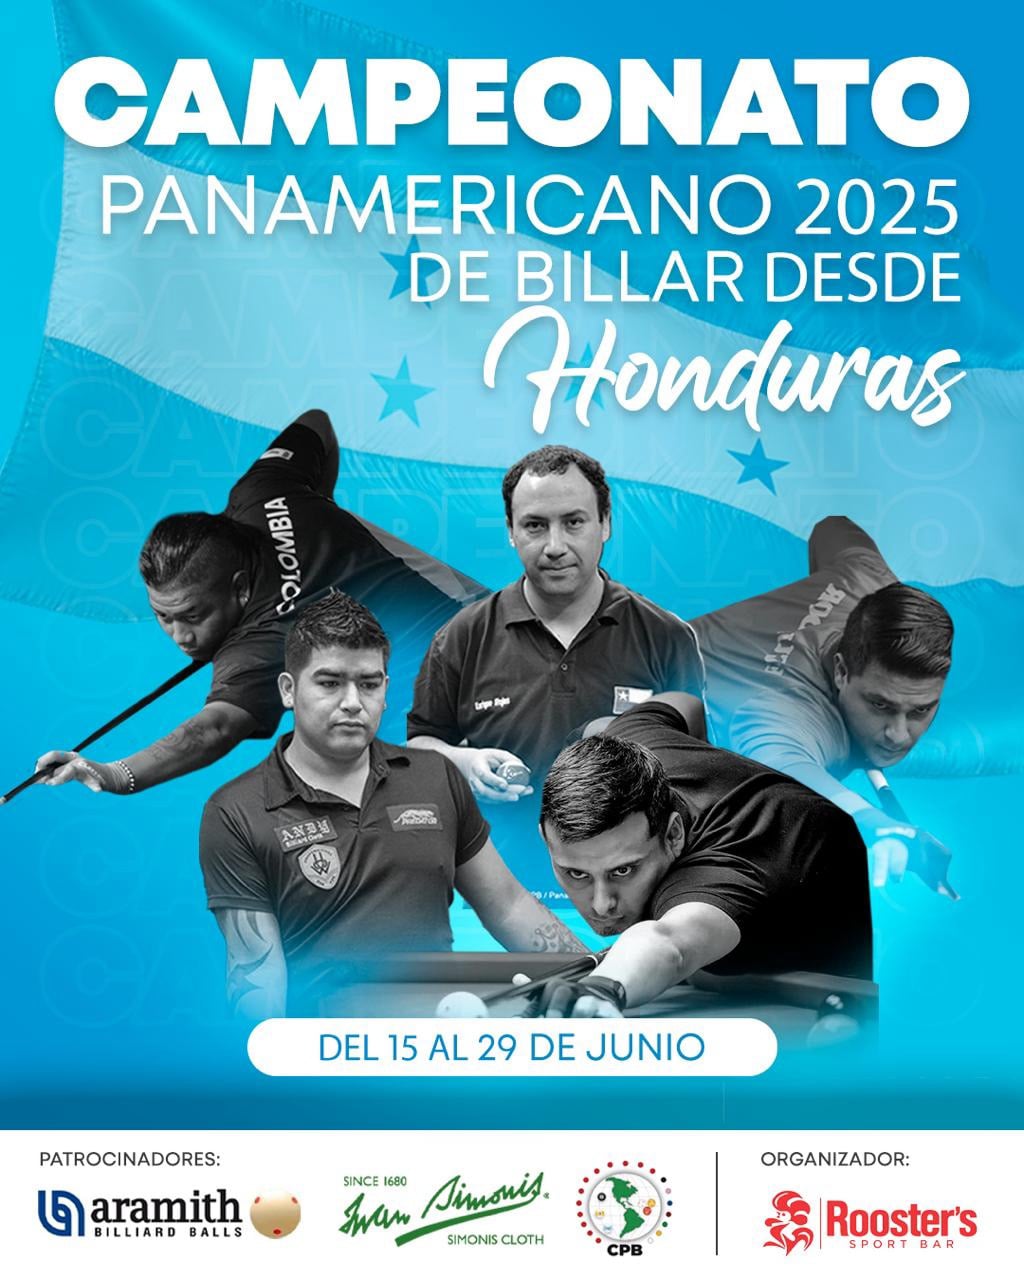 CAMPEONATO
PANAMERICANO 2025
DE BILLAR DESDE
Honduras
COLOMBIA
ANDY
DEL 15 AL 29 DE JUNIO
PATROCINADORES:
aramith
BILLIARD BALLS
SINCE 1680
Iwan Simonis
SIMONIS CLOTH
CPB
ORGANIZADOR:
Rooster's
SPORT BAR